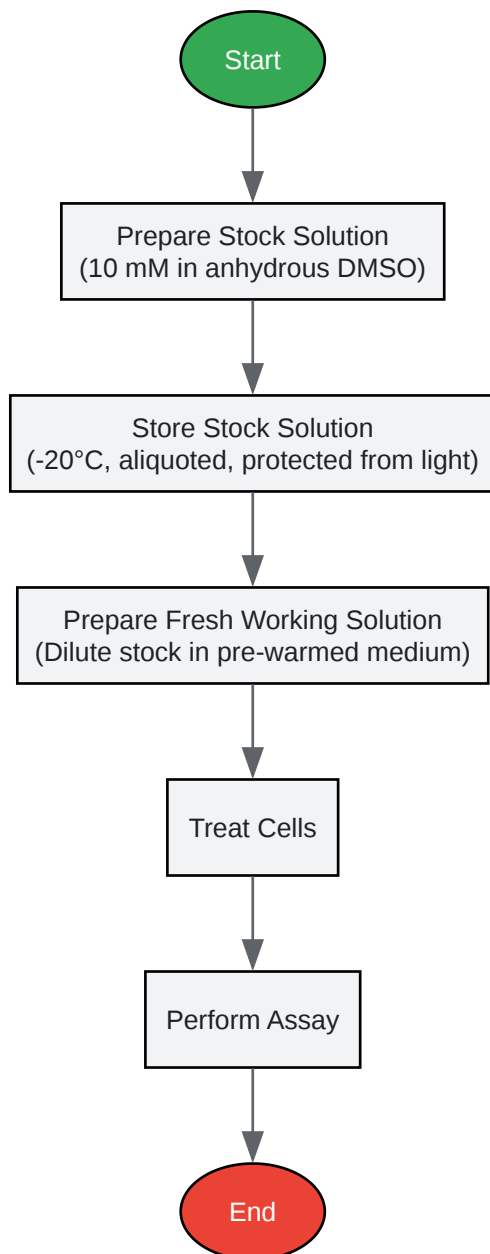 Start
Prepare Stock Solution
(10 mM in anhydrous DMSO)
Store Stock Solution
(-20°C, aliquoted, protected from light)
Prepare Fresh Working Solution
(Dilute stock in pre-warmed medium)
Treat Cells
Perform Assay
End